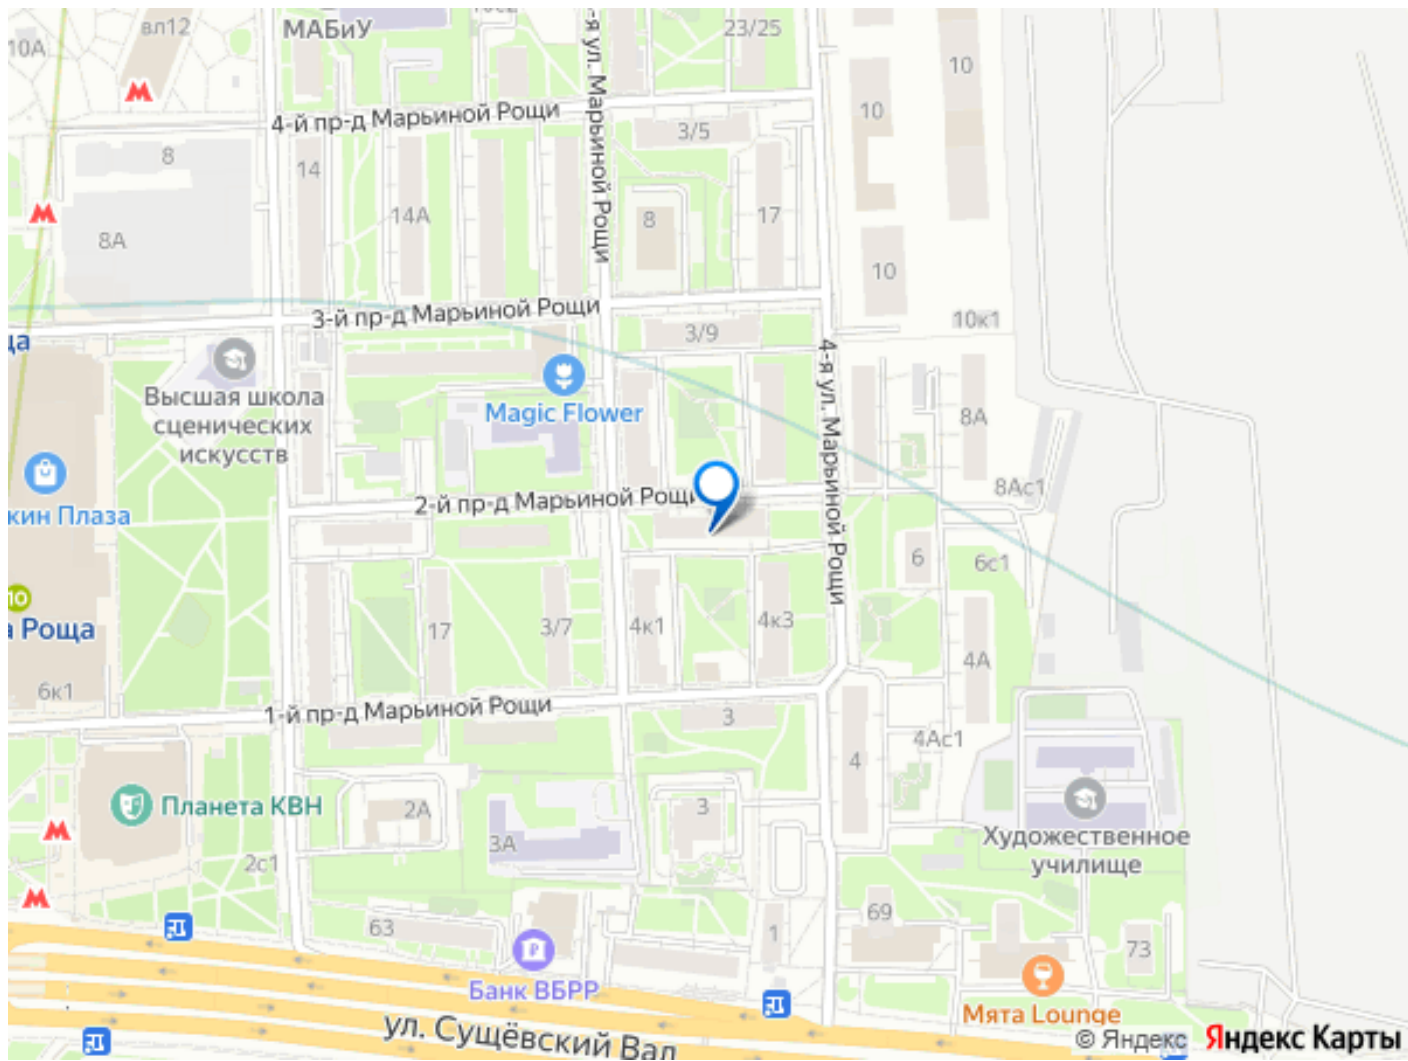 вл12
МАБиУ
23/25
10А
10
10
4-й пр-д Марьиной Рощи
3-я ул. Марьиной Рощи
3/5
8
14
14А
8
17
8А
10
3-й пр-д Марьиной Рощи
3/9
10к1
ца
Высшая школа
сценических
искусств
Magic Flower
4-я ул. Марьиной Рощи
8А
8Ас1
кин Плаза
2-й пр-д Марьиной Рощи
6
6с1
10
а Роща
17
3/7
4к1
4к3
4А
6к1
1-й пр-д Марьиной Рощи
3
4Ас1
4
Планета КВН
2А
3
3А
Художественное
училище
2с1
63
69
1
73
Банк ВБРР
Мята Lounge
ул. Сущёвский Вал
© Яндекс Яндекс Карты